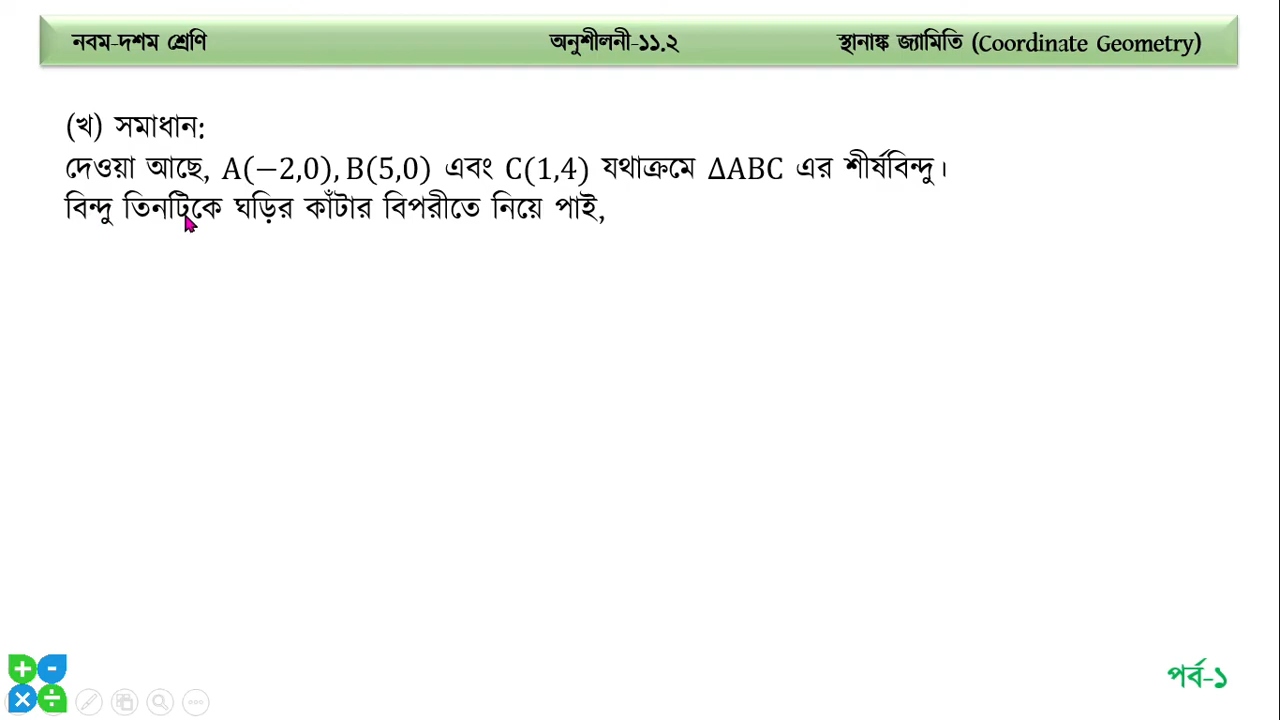 নবম-দশম শ্রেণি অনুশীলনী-১১.২ স্থানাঙ্ক জ্যামিতি (Coordinate Geometry)
(খ) সমাধান:
দেওয়া আছে, A(−2,0), B(5,0) এবং C(1,4) যথাক্রমে ΔABC এর শীর্ষবিন্দু।
বিন্দু তিনটিকে ঘড়ির কাঁটার বিপরীতে নিয়ে পাই,
পর্ব-১